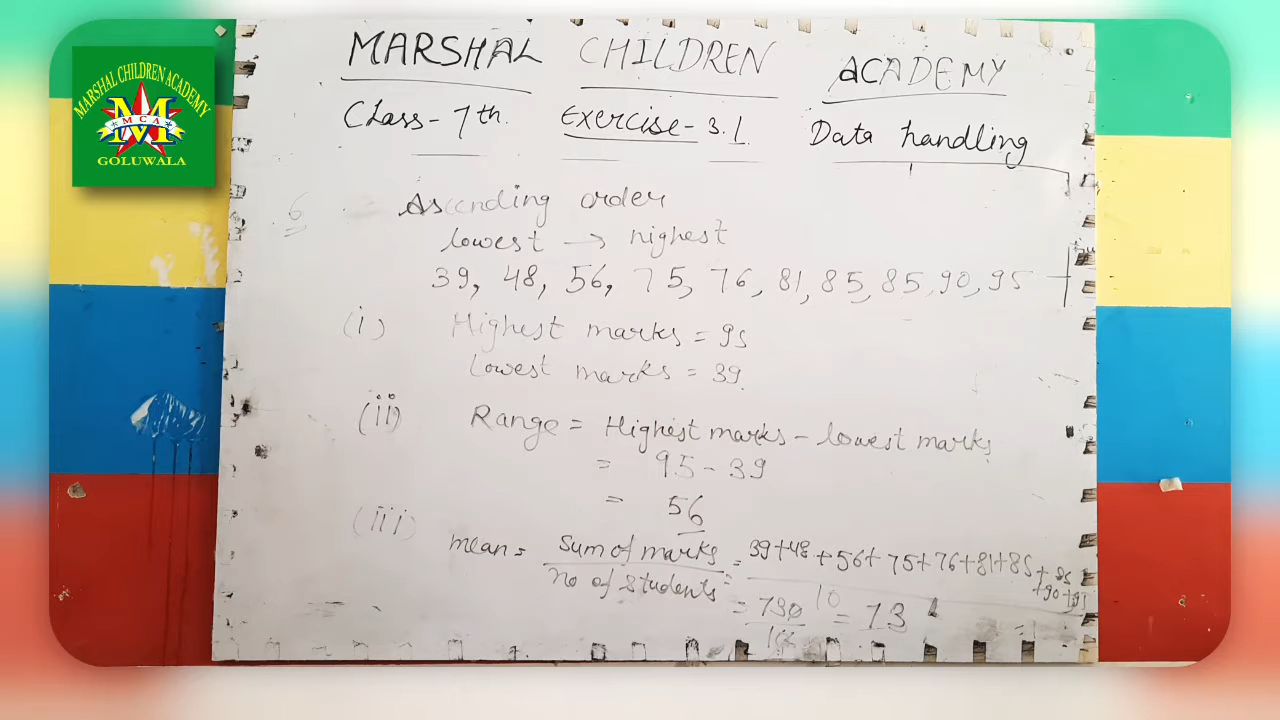 MARSHAL CHILDREN ACADEMY
MCA
GOLUWALA
MARSHAL CHILDREN ACADEMY
Class - 7th. Exercise - 3.1 Data handling
6 Ascending order
lowest → highest
39, 48, 56, 75, 76, 81, 85, 85, 90, 95
(i) Highest marks = 95
lowest marks = 39
(ii) Range = Highest marks - lowest marks
= 95 - 39
= 56
(iii) mean = Sum of marks / no of students = 39+48+56+75+76+81+85+85+90+95 / 10
= 730 / 10 = 73